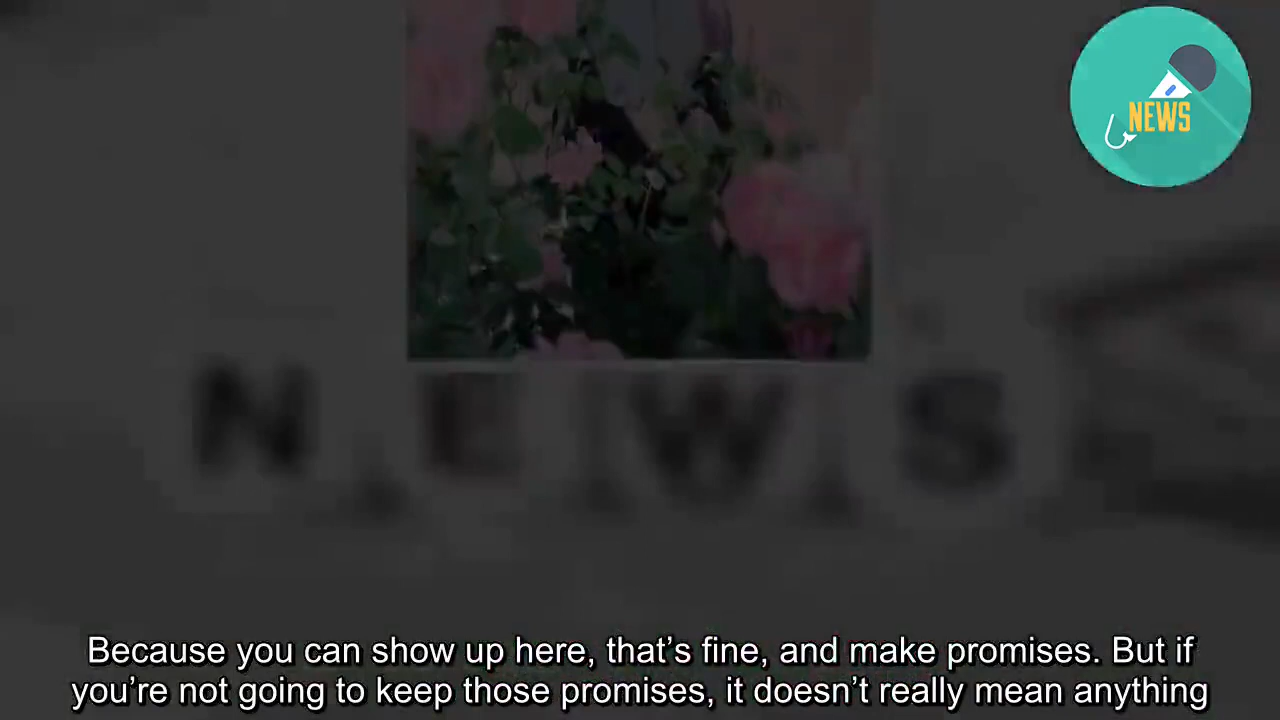 NEWS
N E W S
Because you can show up here, that’s fine, and make promises. But if
you’re not going to keep those promises, it doesn’t really mean anything